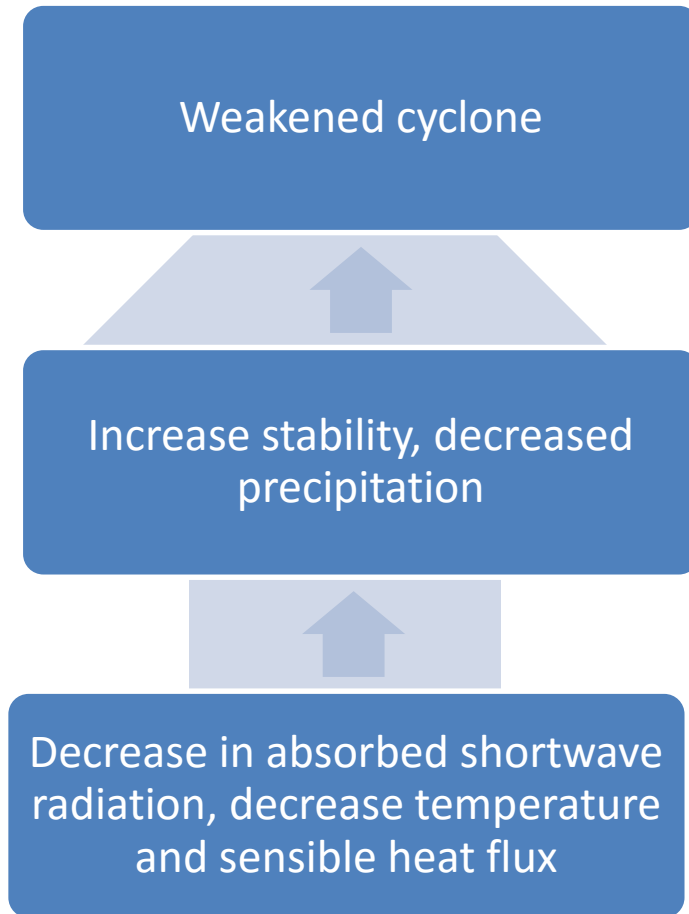 Weakened cyclone
Increase stability, decreased
precipitation
Decrease in absorbed shortwave
radiation, decrease temperature
and sensible heat flux